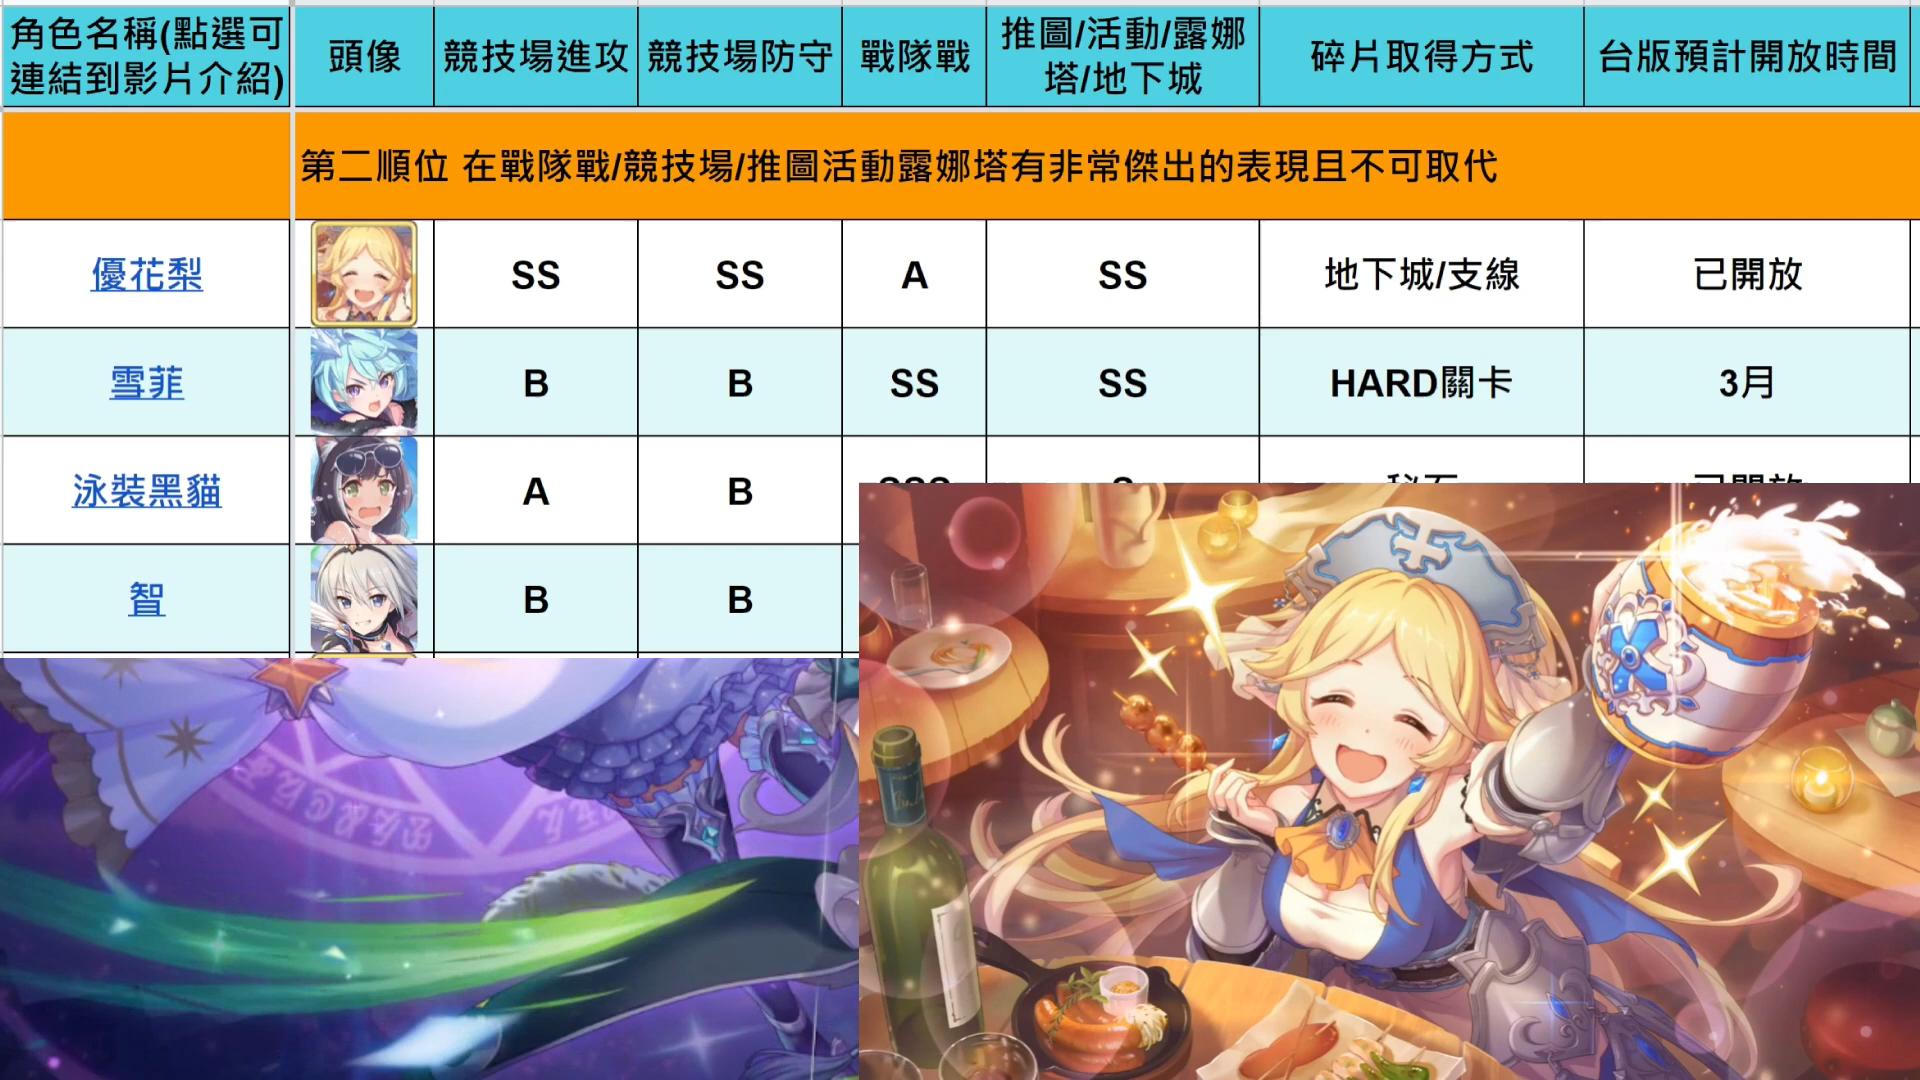 角色名稱(點選可
連結到影片介紹)
頭像
競技場進攻
競技場防守
戰隊戰
推圖/活動/露娜
塔/地下城
碎片取得方式
台版預計開放時間
第二順位 在戰隊戰/競技場/推圖活動露娜塔有非常傑出的表現且不可取代
優花梨 SS SS A SS 地下城/支線 已開放
雪菲 B B SS SS HARD關卡 3月
泳裝黑貓 A B
智 B B